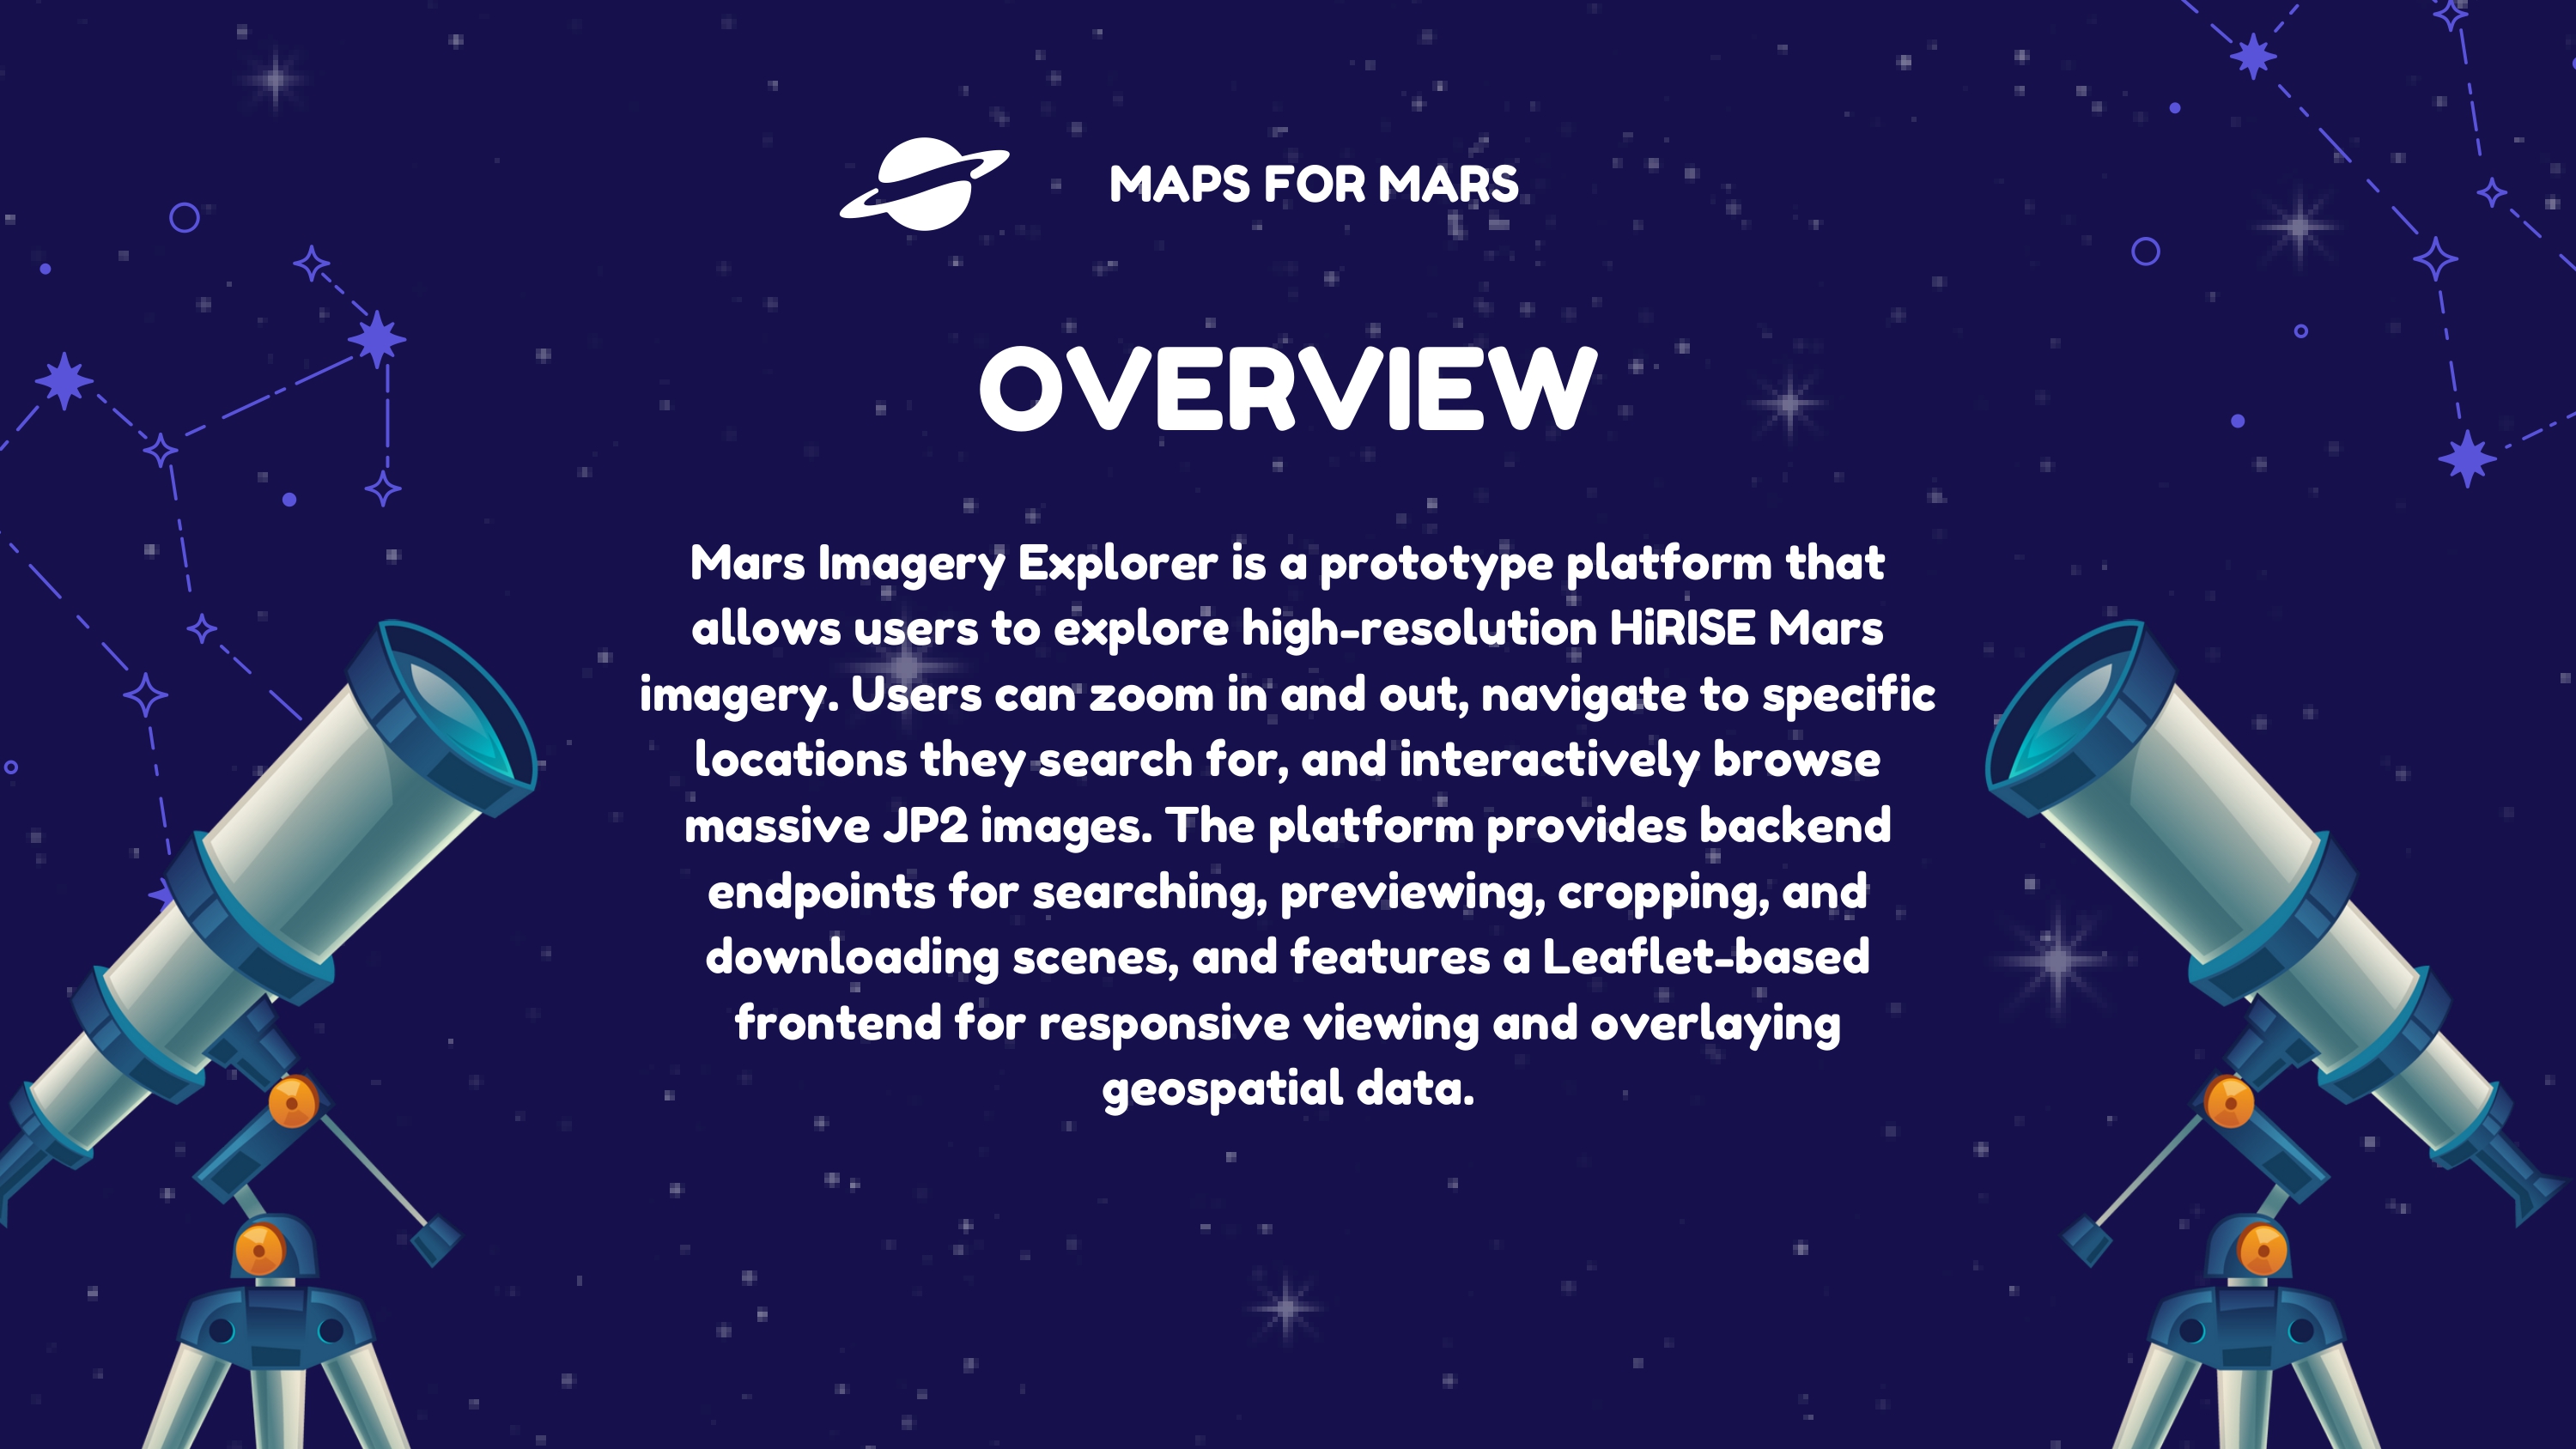 MAPS FOR MARS
OVERVIEW
Mars Imagery Explorer is a prototype platform that
allows users to explore high-resolution HiRISE Mars
imagery. Users can zoom in and out, navigate to specific
locations they search for, and interactively browse
massive JP2 images. The platform provides backend
endpoints for searching, previewing, cropping, and
downloading scenes, and features a Leaflet-based
frontend for responsive viewing and overlaying
geospatial data.